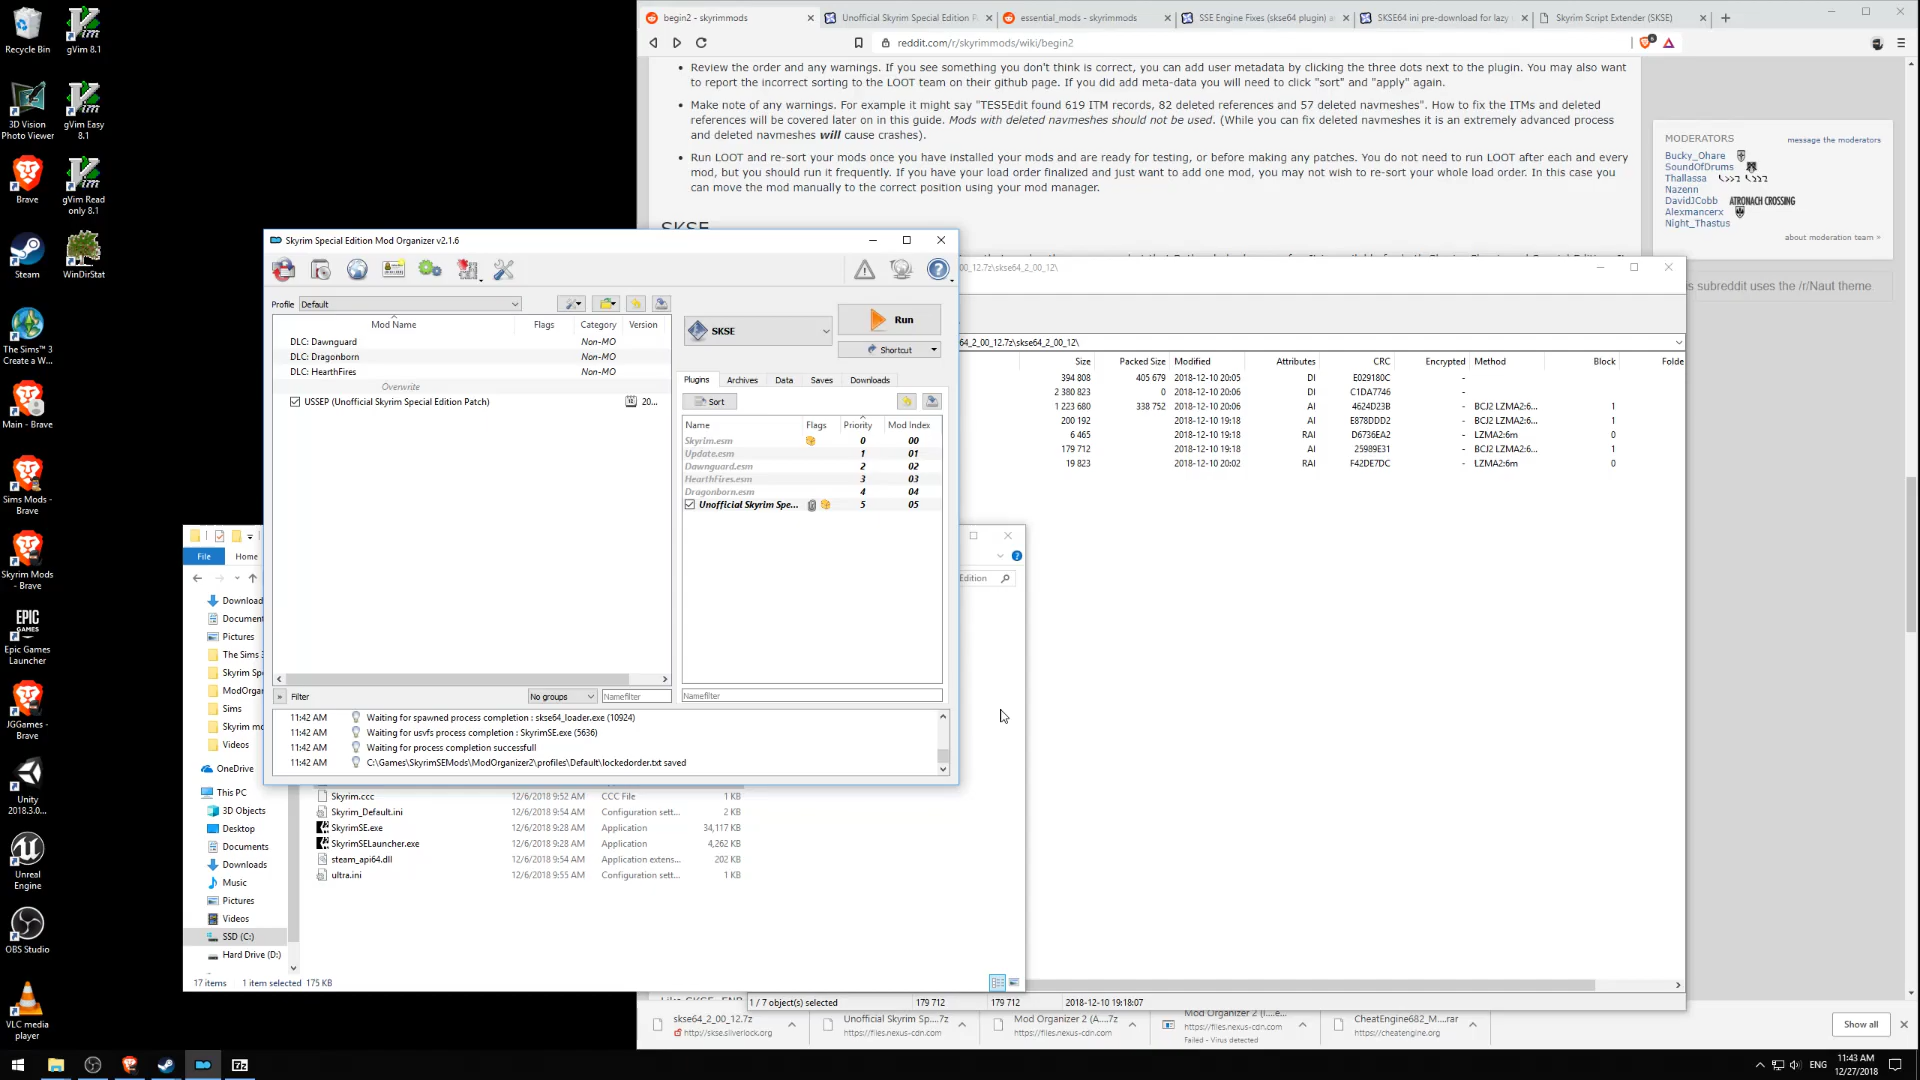 Recycle Bin
gVim 8.1
3D Vision
Photo Viewer
gVim Easy
8.1
Brave
gVim Read
only 8.1
Steam
WinDirStat
The Sims™ 3
Create a W...
Main - Brave
Sims Mods -
Brave
Skyrim Mods
- Brave
EPIC
GAMES
Epic Games
Launcher
JGGames -
Brave
Unity
2018.3.0...
Unreal
Engine
OBS Studio
VLC media
player
begin2 - skyrimmods
Unofficial Skyrim Special Edition P
essential_mods - skyrimmods
SSE Engine Fixes (skse64 plugin) a
SKSE64 ini pre-download for lazy
Skyrim Script Extender (SKSE)
reddit.com/r/skyrimmods/wiki/begin2
Review the order and any warnings. If you see something you don't think is correct, you can add user metadata by clicking the three dots next to the plugin. You may also want
to report the incorrect sorting to the LOOT team on their github page. If you did add meta-data you will need to click "sort" and "apply" again.
Make note of any warnings. For example it might say "TES5Edit found 619 ITM records, 82 deleted references and 57 deleted navmeshes". How to fix the ITMs and deleted
references will be covered later on in this guide. Mods with deleted navmeshes should not be used. (While you can fix deleted navmeshes it is an extremely advanced process
and deleted navmeshes will cause crashes).
Run LOOT and re-sort your mods once you have installed your mods and are ready for testing, or before making any patches. You do not need to run LOOT after each and every
mod, but you should run it frequently. If you have your load order finalized and just want to add one mod, you may not wish to re-sort your whole load order. In this case you
can move the mod manually to the correct position using your mod manager.
SKSE
MODERATORS
message the moderators
Bucky_Ohare
SoundOfDrums
Thallassa
Nazenn
DavidJCobb ATRONACH CROSSING
Alexmancerx
Night_Thastus
about moderation team »
s subreddit uses the /r/Naut theme
Skyrim Special Edition Mod Organizer v2.1.6
Profile Default
Mod Name Flags Category Version
DLC: Dawnguard Non-MO
DLC: Dragonborn Non-MO
DLC: HearthFires Non-MO
Overwrite
USSEP (Unofficial Skyrim Special Edition Patch) 20...
Filter No groups Namefilter
SKSE
Run
Shortcut
Plugins Archives Data Saves Downloads
Sort
Name Flags Priority Mod Index
Skyrim.esm 0 00
Update.esm 1 01
Dawnguard.esm 2 02
HearthFires.esm 3 03
Dragonborn.esm 4 04
Unofficial Skyrim Spe... 5 05
Namefilter
11:42 AM Waiting for spawned process completion : skse64_loader.exe (10924)
11:42 AM Waiting for usvfs process completion : SkyrimSE.exe (5636)
11:42 AM Waiting for process completion successfull
11:42 AM C:\Games\SkyrimSEMods\ModOrganizer2\profiles\Default\lockedorder.txt saved
_00_12.7z\skse64_2_00_12\
64_2_00_12.7z\skse64_2_00_12\
Size Packed Size Modified Attributes CRC Encrypted Method Block Folde
394 808 405 679 2018-12-10 20:05 DI E029180C -
2 380 823 0 2018-12-10 20:06 DI C1DA7746 -
1 223 680 338 752 2018-12-10 20:06 AI 4624D23B - BCJ2 LZMA2:6... 1
200 192 2018-12-10 19:18 AI E878DDD2 - BCJ2 LZMA2:6... 1
6 465 2018-12-10 19:18 RAI D6736EA2 - LZMA2:6m 0
179 712 2018-12-10 19:18 AI 25989E31 - BCJ2 LZMA2:6... 1
19 823 2018-12-10 20:02 RAI F42DE7DC - LZMA2:6m 0
1 / 7 object(s) selected 179 712 179 712 2018-12-10 19:18:07
File Home
Edition
Download
Documen
Pictures
The Sims 3
Skyrim Spe
ModOrgan
Sims
Skyrim mo
Videos
OneDrive
This PC
3D Objects
Desktop
Documents
Downloads
Music
Pictures
Videos
SSD (C:)
Hard Drive (D:)
Skyrim.ccc 12/6/2018 9:52 AM CCC File 1 KB
Skyrim_Default.ini 12/6/2018 9:54 AM Configuration sett... 2 KB
SkyrimSE.exe 12/6/2018 9:28 AM Application 34,117 KB
SkyrimSELauncher.exe 12/6/2018 9:28 AM Application 4,262 KB
steam_api64.dll 12/6/2018 9:54 AM Application extens... 202 KB
ultra.ini 12/6/2018 9:55 AM Configuration sett... 1 KB
17 items 1 item selected 175 KB
skse64_2_00_12.7z
http://skse.silverlock.org
Unofficial Skyrim Sp....7z
https://files.nexus-cdn.com
Mod Organizer 2 (A....7z
https://files.nexus-cdn.com
Mod Organizer 2 (I....e
https://files.nexus-cdn.com
Failed - Virus detected
CheatEngine682_M....rar
https://cheatengine.org
Show all
ENG
11:43 AM
12/27/2018